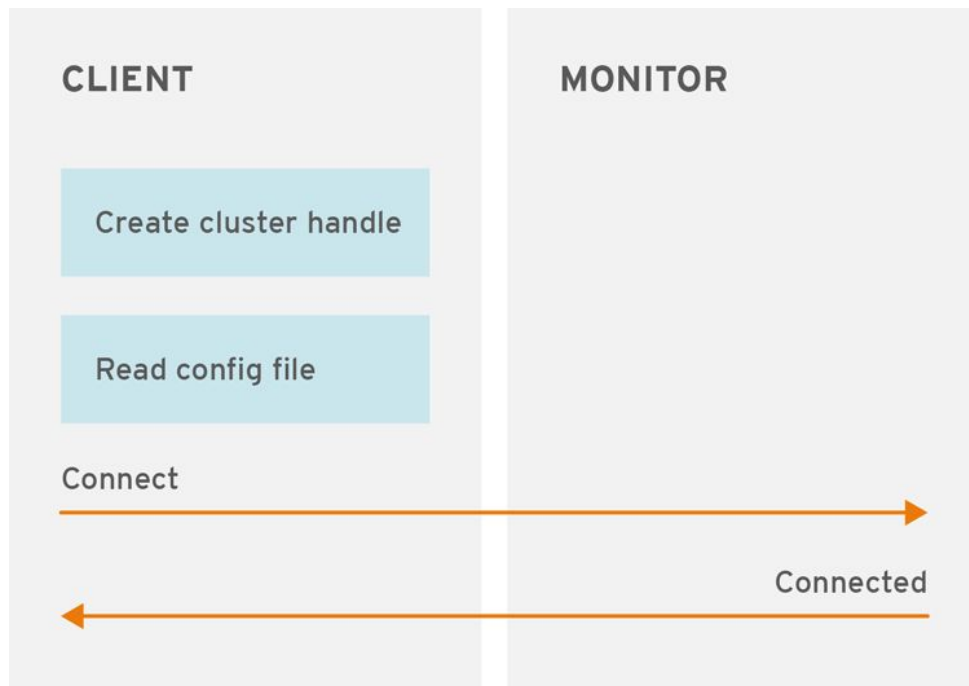 CLIENT
MONITOR
Create cluster handle
Read config file
Connect
Connected